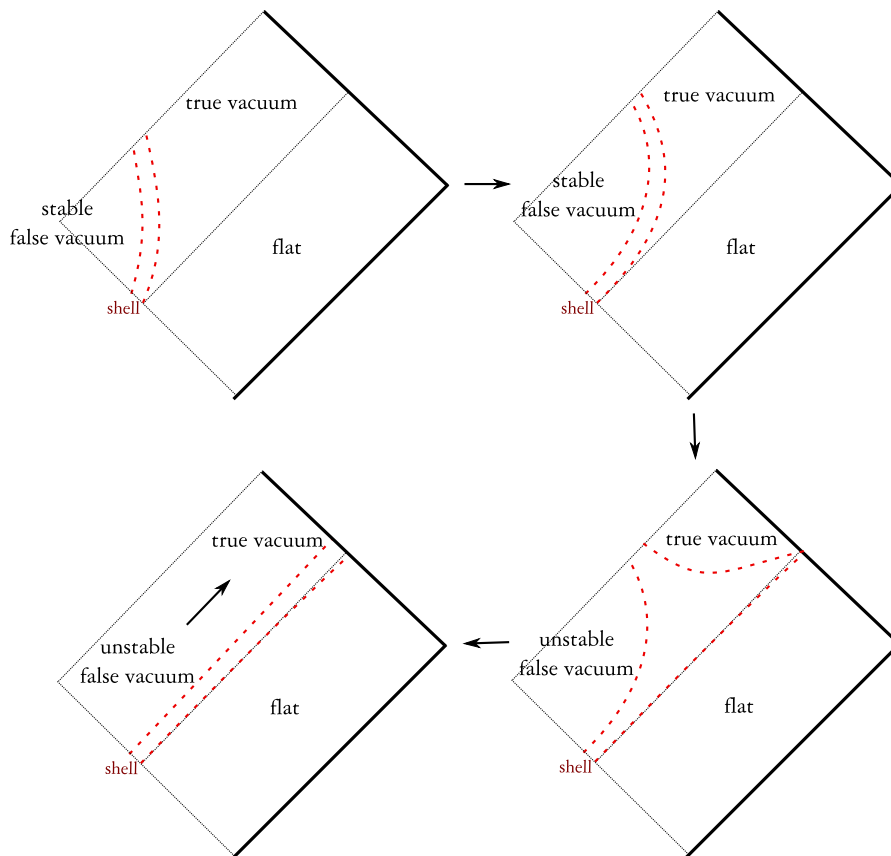 true vacuum
stable
false vacuum
flat
shell
true vacuum
stable
false vacuum
flat
shell
true vacuum
unstable
false vacuum
flat
shell
true vacuum
unstable
false vacuum
flat
shell